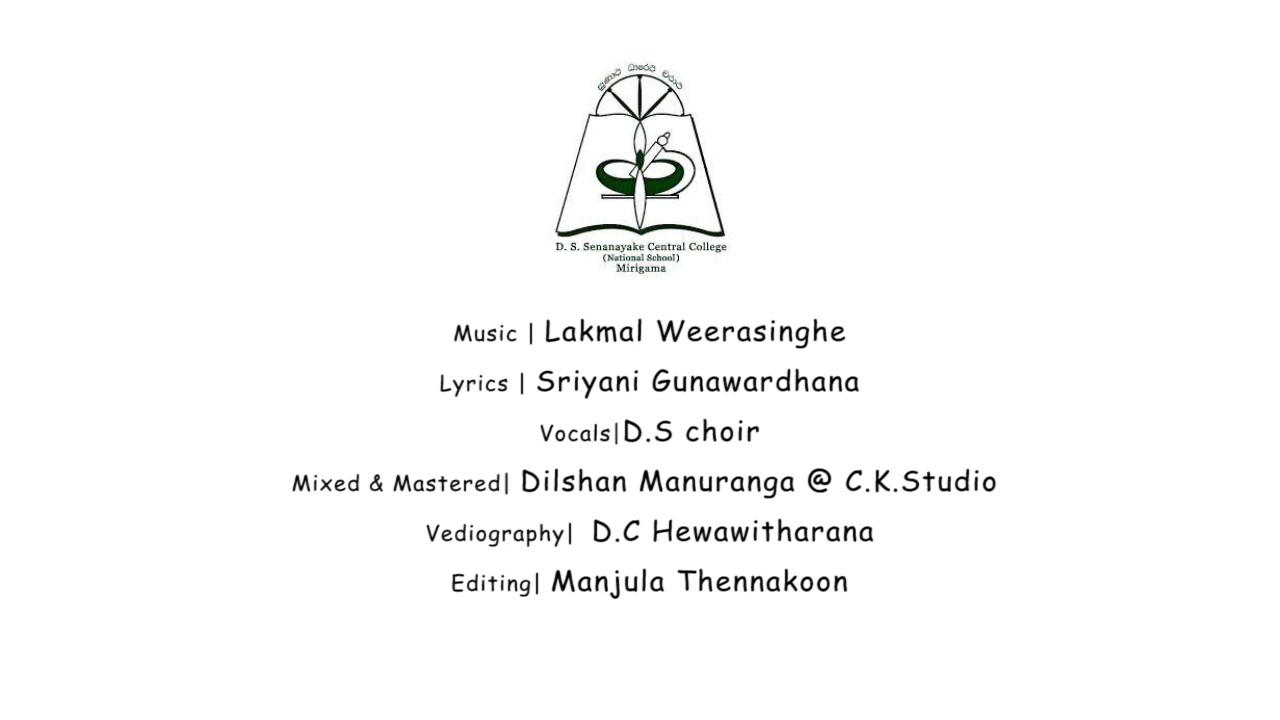 සුණාථ ධාරේථ චරාථ
D. S. Senanayake Central College
(National School)
Mirigama
Music | Lakmal Weerasinghe
Lyrics | Sriyani Gunawardhana
Vocals|D.S choir
Mixed & Mastered| Dilshan Manuranga @ C.K.Studio
Vediography| D.C Hewawitharana
Editing| Manjula Thennakoon